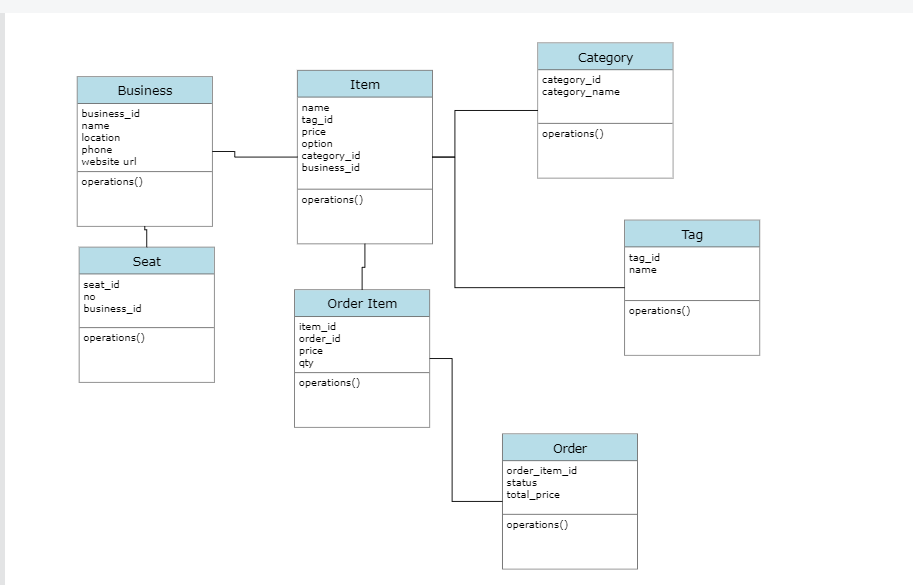 Business
business_id
name
location
phone
website url
operations()
Item
name
tag_id
price
option
category_id
business_id
operations()
Category
category_id
category_name
operations()
Tag
tag_id
name
operations()
Seat
seat_id
no
business_id
operations()
Order Item
item_id
order_id
price
qty
operations()
Order
order_item_id
status
total_price
operations()